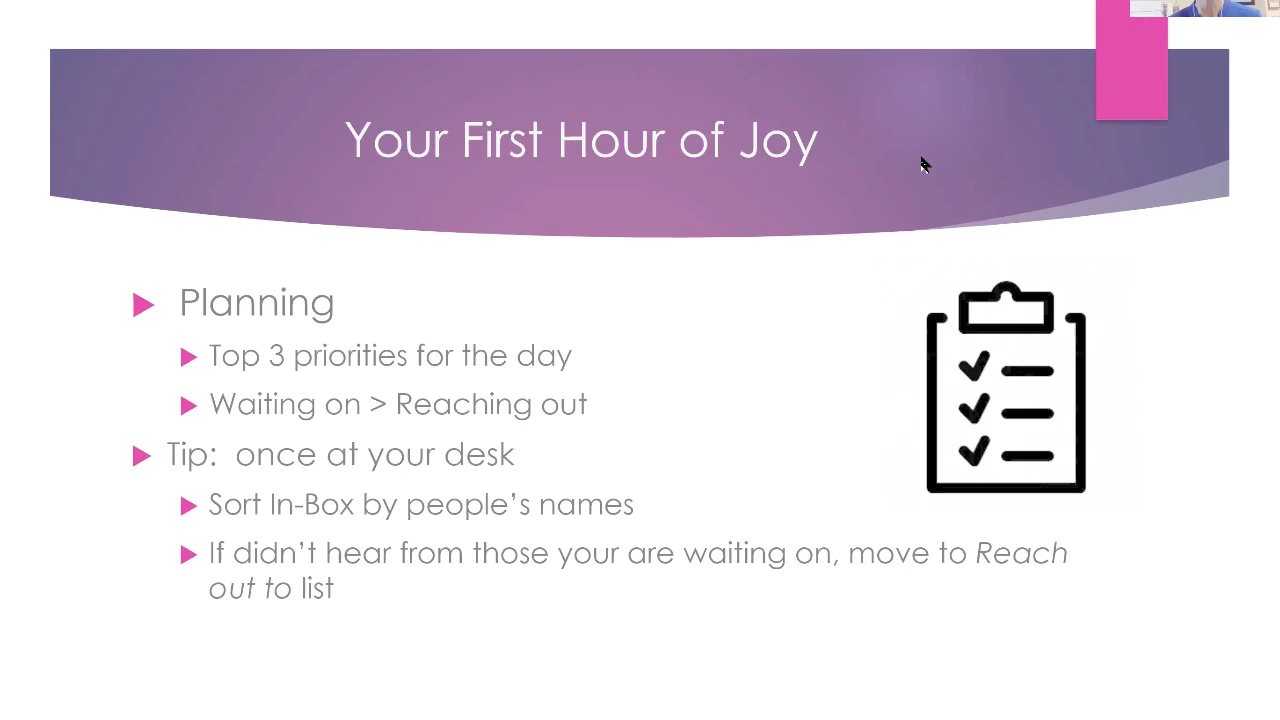 Your First Hour of Joy
Planning
Top 3 priorities for the day
Waiting on > Reaching out
Tip:  once at your desk
Sort In-Box by people’s names
If didn’t hear from those your are waiting on, move to Reach
out to list